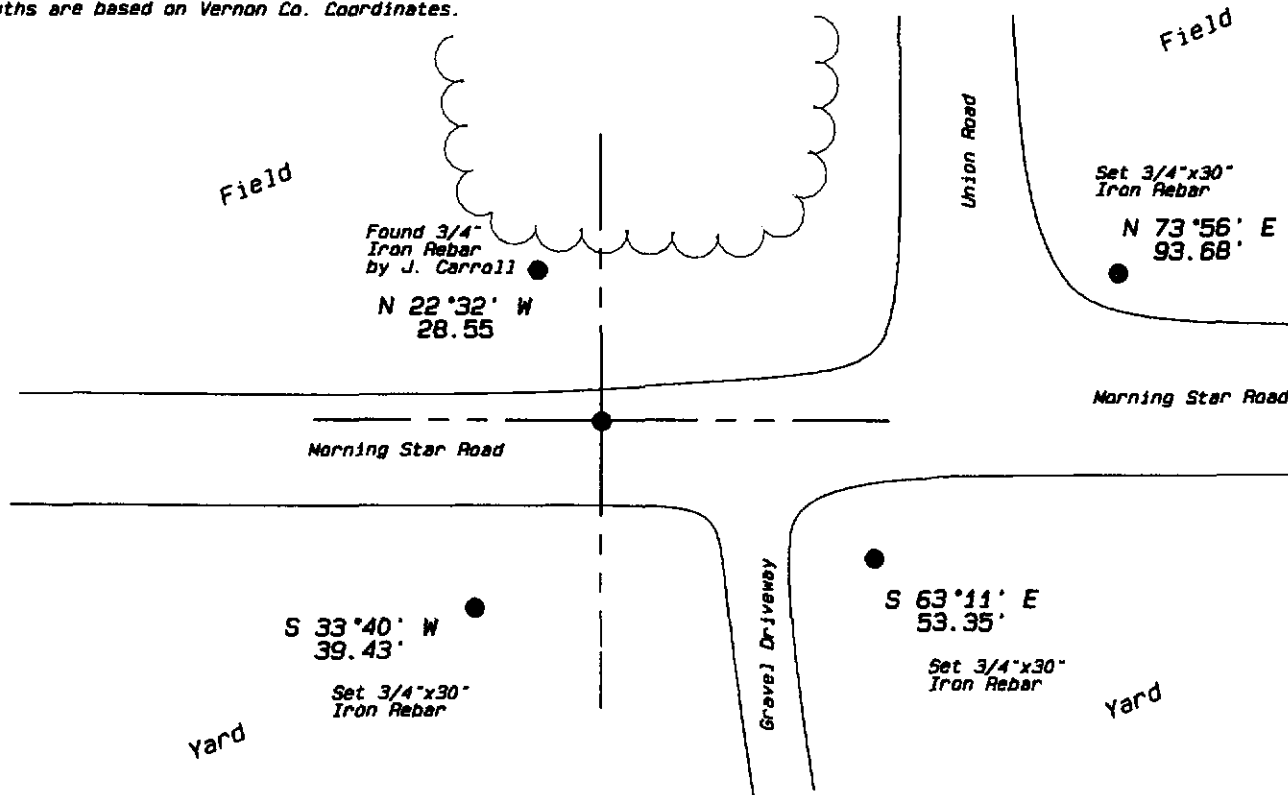 ths are based on Vernon Co. Coordinates.
Field
Field
Union Road
Set 3/4"x30"
Iron Rebar
N 73°56' E
93.68'
Found 3/4"
Iron Rebar
by J. Carroll
N 22°32' W
28.55
Morning Star Road
Morning Star Road
S 33°40' W
39.43'
Set 3/4"x30"
Iron Rebar
Gravel Driveway
S 63°11' E
53.35'
Set 3/4"x30"
Iron Rebar
Yard
Yard